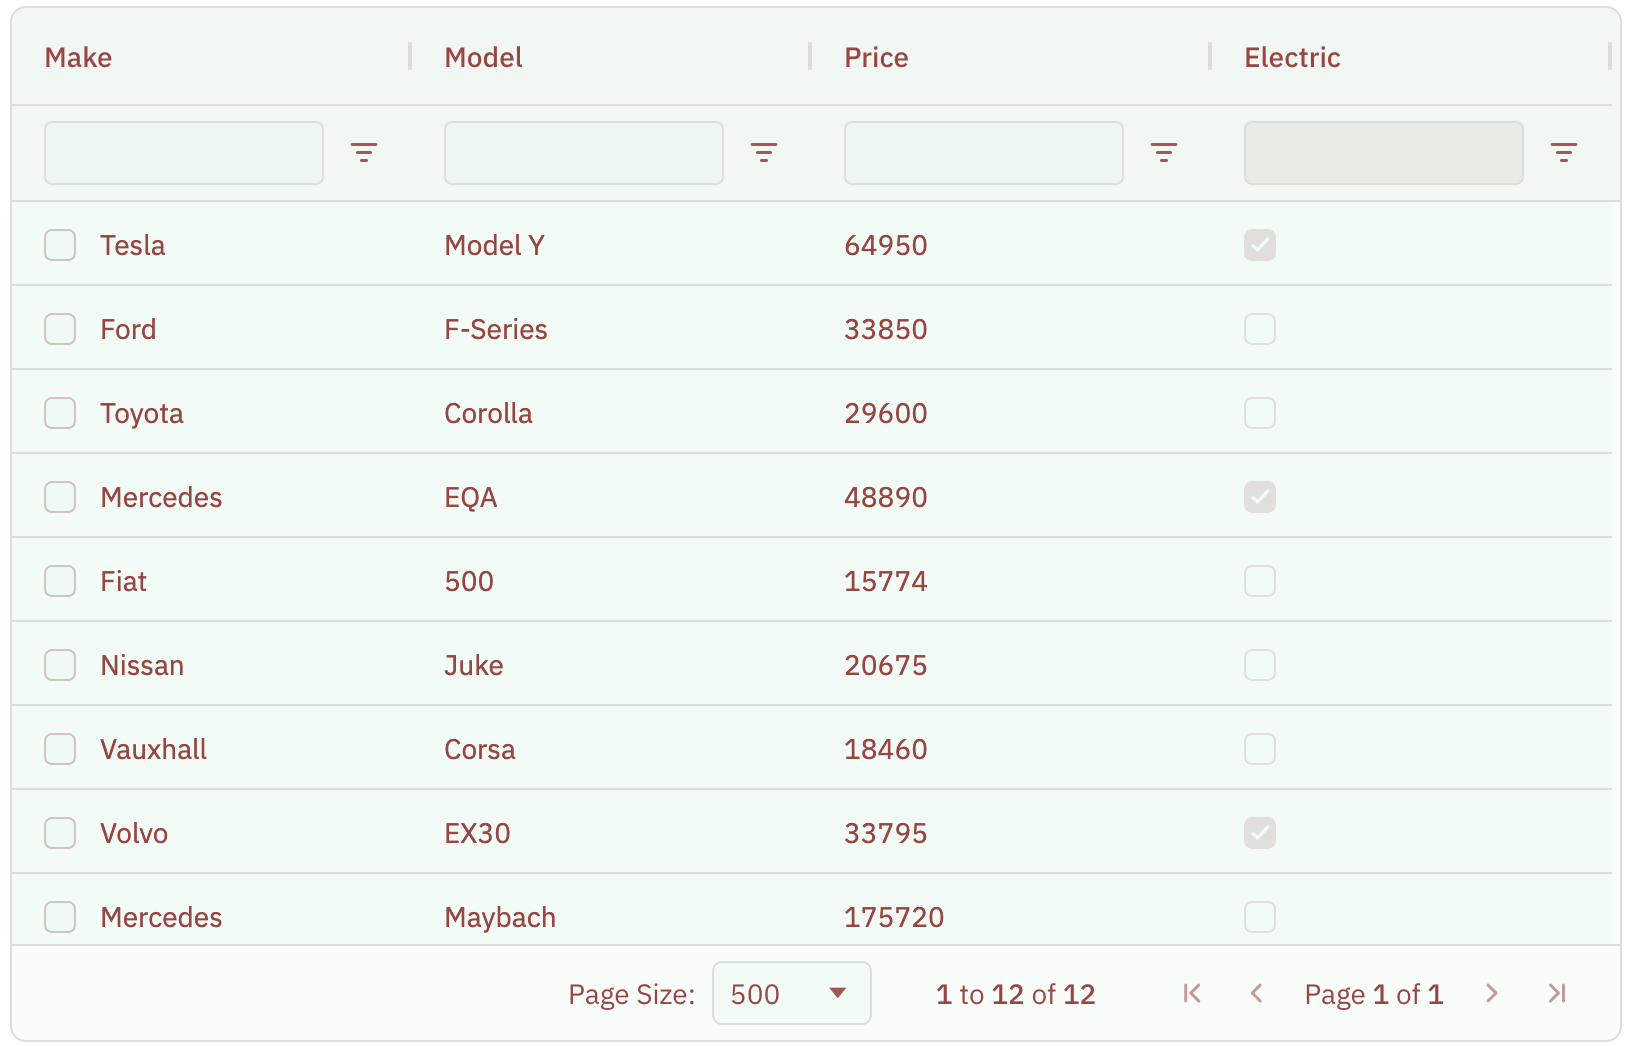 Make Model Price Electric
Tesla Model Y 64950
Ford F-Series 33850
Toyota Corolla 29600
Mercedes EQA 48890
Fiat 500 15774
Nissan Juke 20675
Vauxhall Corsa 18460
Volvo EX30 33795
Mercedes Maybach 175720
Page Size: 500 1 to 12 of 12 Page 1 of 1